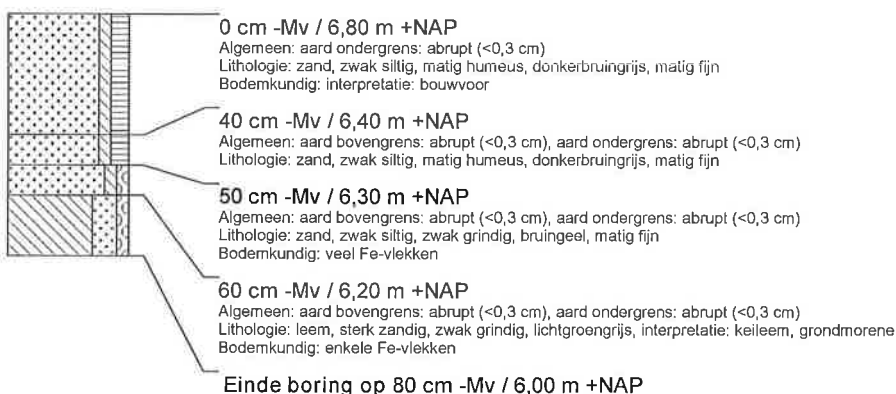 0 cm -Mv / 6,80 m +NAP
Algemeen: aard ondergrens: abrupt (<0,3 cm)
Lithologie: zand, zwak siltig, matig humeus, donkerbruingrijs, matig fijn
Bodemkundig: interpretatie: bouwvoor
40 cm -Mv / 6,40 m +NAP
Algemeen: aard bovengrens: abrupt (<0,3 cm), aard ondergrens: abrupt (<0,3 cm)
Lithologie: zand, zwak siltig, matig humeus, donkerbruingrijs, matig fijn
50 cm -Mv / 6,30 m +NAP
Algemeen: aard bovengrens: abrupt (<0,3 cm), aard ondergrens: abrupt (<0,3 cm)
Lithologie: zand, zwak siltig, zwak grindig, bruingeel, matig fijn
Bodemkundig: veel Fe-vlekken
60 cm -Mv / 6,20 m +NAP
Algemeen: aard bovengrens: abrupt (<0,3 cm), aard ondergrens: abrupt (<0,3 cm)
Lithologie: leem, sterk zandig, zwak grindig, lichtgroengrijs, interpretatie: keileem, grondmorene
Bodemkundig: enkele Fe-vlekken
Einde boring op 80 cm -Mv / 6,00 m +NAP